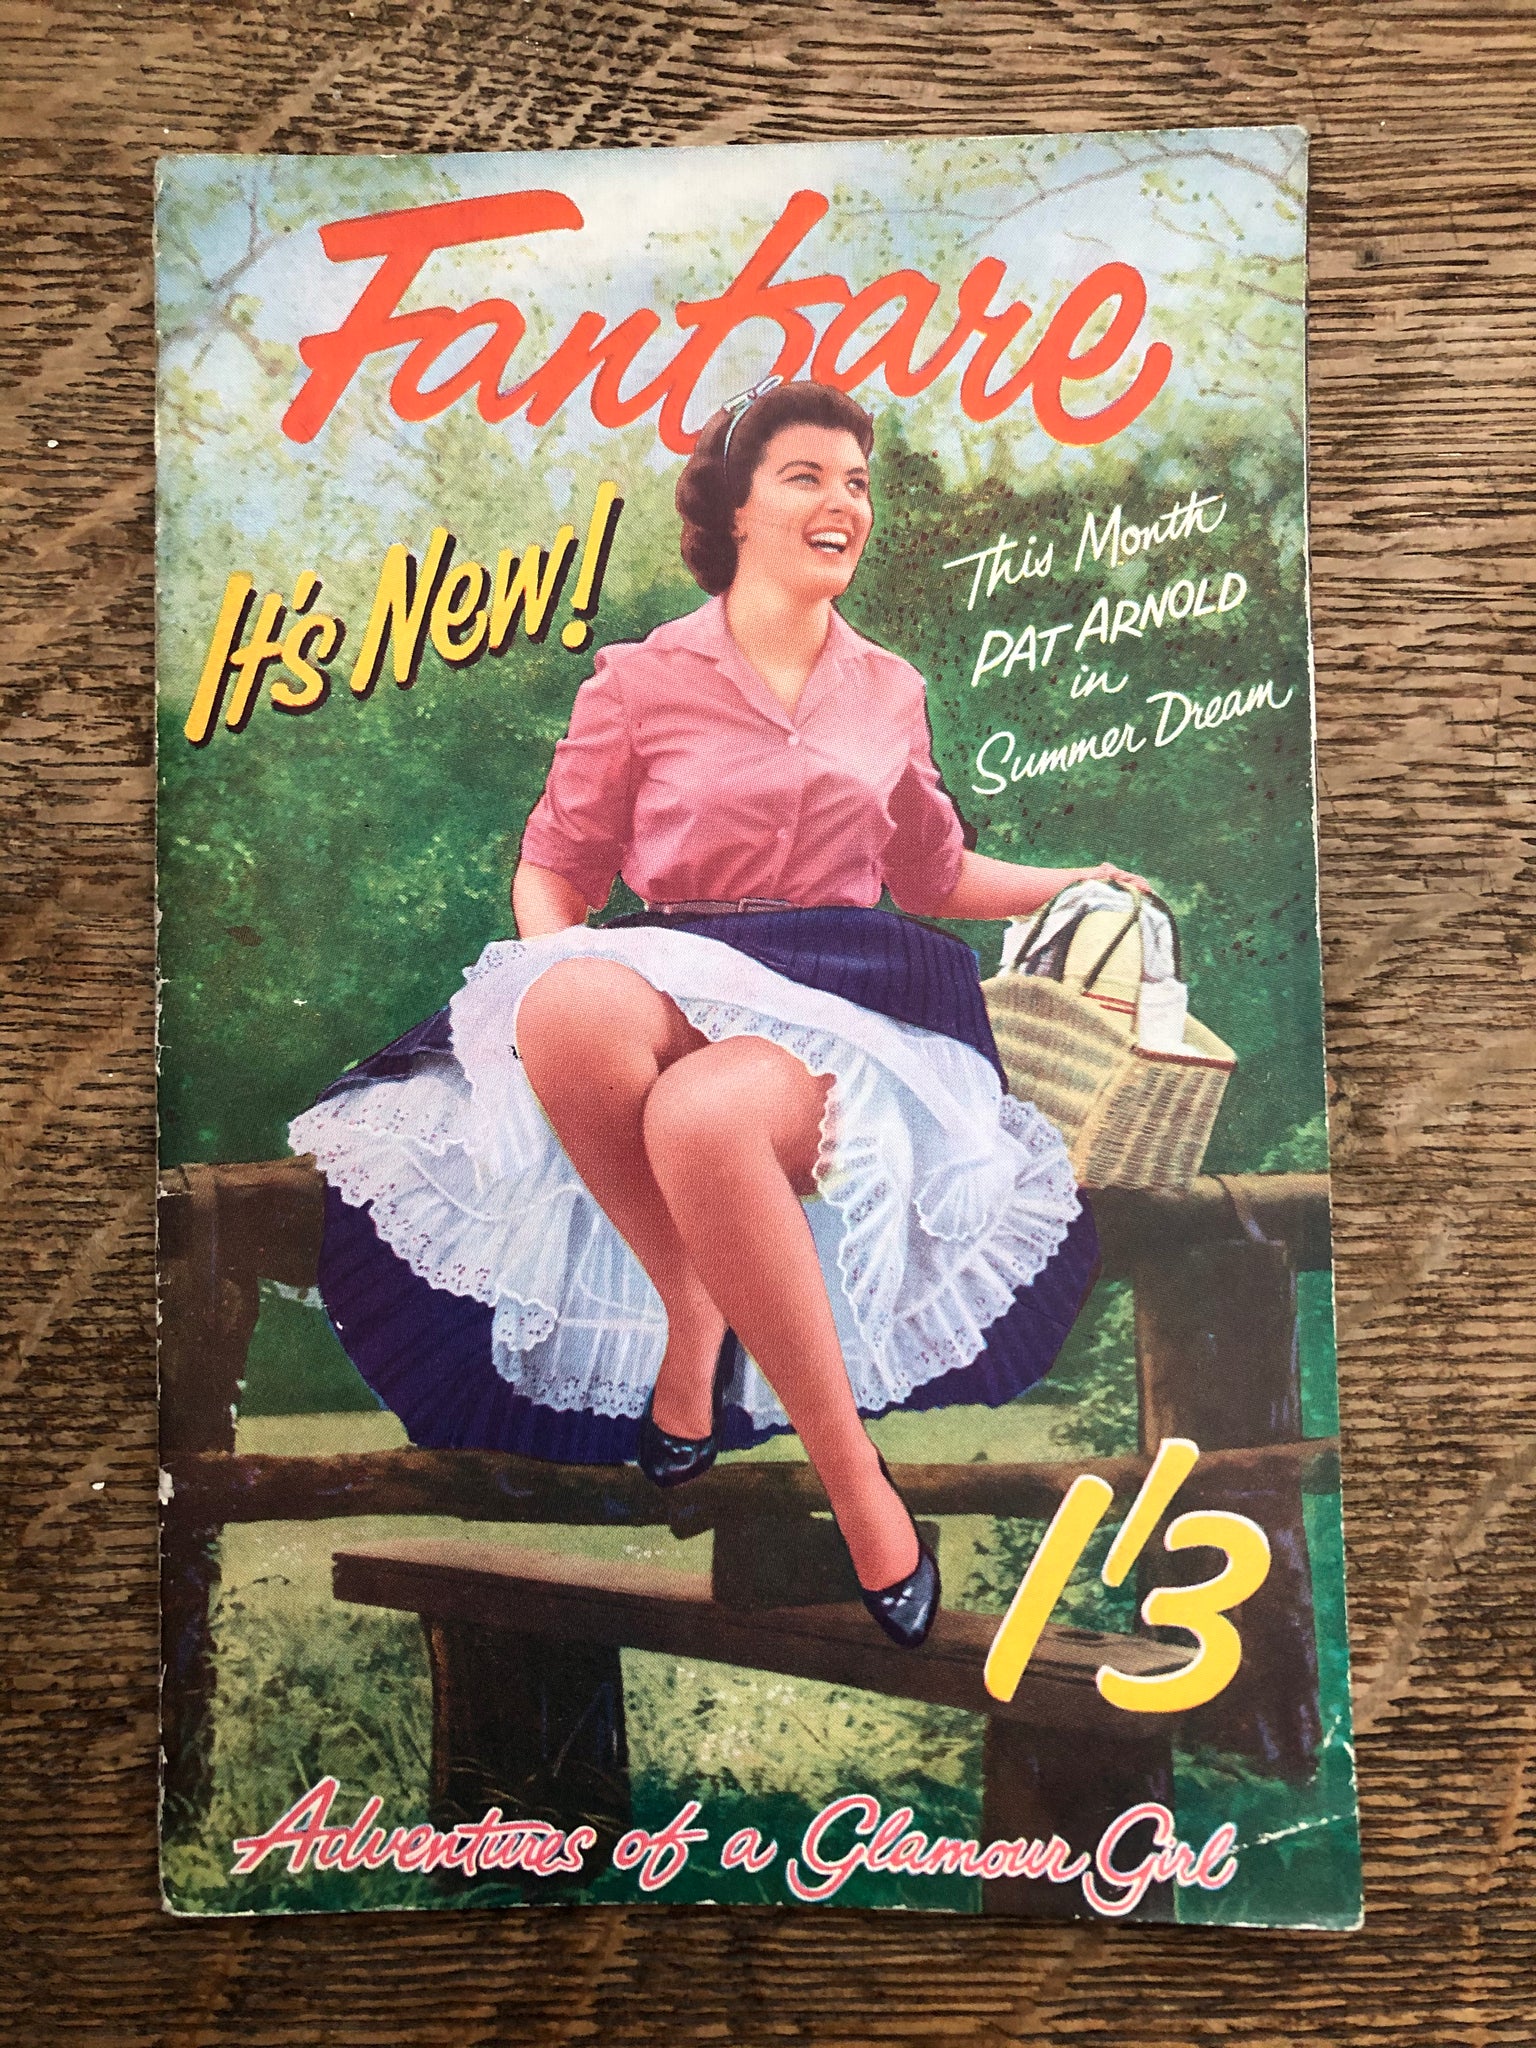 Fanfare
It's New!
This Month
PAT ARNOLD
in
Summer Dream
1'3
Adventures of a Glamour Girl